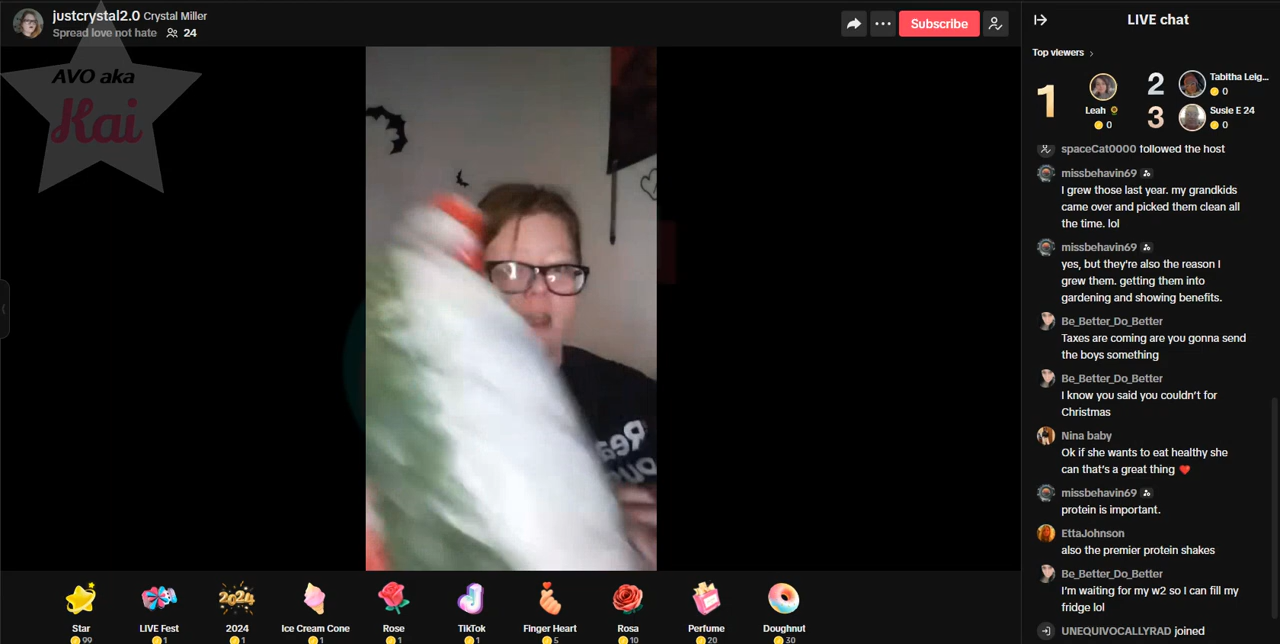 justcrystal2.0 Crystal Miller
Spread love not hate 24
Subscribe
AVO aka
Kai
LIVE chat
Top viewers
1
Leah
0
2
Tabitha Leig...
0
3
Susie E 24
0
spaceCat0000 followed the host
missbehavin69
I grew those last year. my grandkids
came over and picked them clean all
the time. lol
missbehavin69
yes, but they're also the reason I
grew them. getting them into
gardening and showing benefits.
Be_Better_Do_Better
Taxes are coming are you gonna send
the boys something
Be_Better_Do_Better
I know you said you couldn't for
Christmas
Nina baby
Ok if she wants to eat healthy she
can that's a great thing ❤️
missbehavin69
protein is important.
EttaJohnson
also the premier protein shakes
Be_Better_Do_Better
I'm waiting for my w2 so I can fill my
fridge lol
UNEQUIVOCALLYRAD joined
2024
Star
LIVE Fest
2024
Ice Cream Cone
Rose
TikTok
Finger Heart
Rosa
Perfume
Doughnut
99
1
1
1
1
1
5
10
20
30